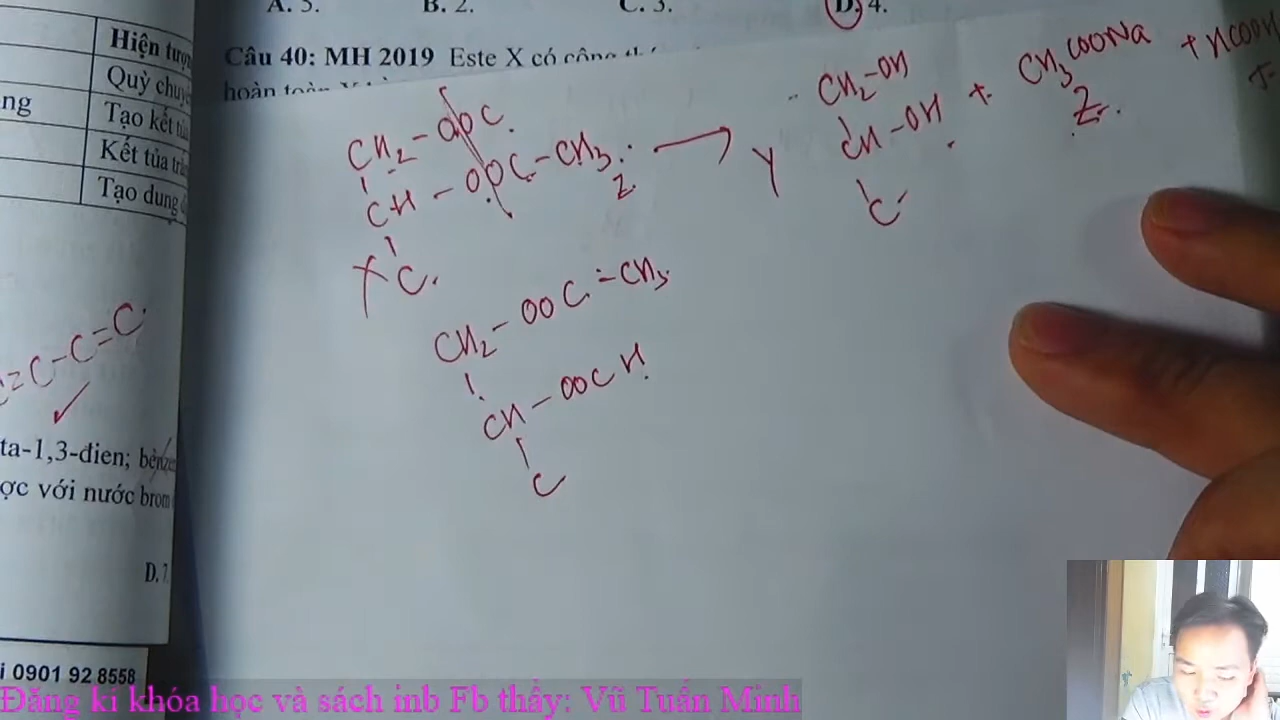 A. 5. B. 2. C. 3. D. 4.
Hiện tượ
Quỳ chuyể
ng Tạo kết tủa
Kết tủa trắ
Tạo dung
Câu 40: MH 2019 Este X có công th
hoàn toàn Y
CH2-OOC.
CH-OOC-CH3.
Z
X C.
Y
CH2-OH
CH-OH + CH3COONa + HCOON
Z
C
CH2-OOC-CH3
CH-OOCH
C
=C-C=C
ta-1,3-đien; benze
ợc với nước brom
D. 7
i 0901 92 8558
Đăng kí khóa học và sách inb Fb thầy: Vũ Tuấn Minh